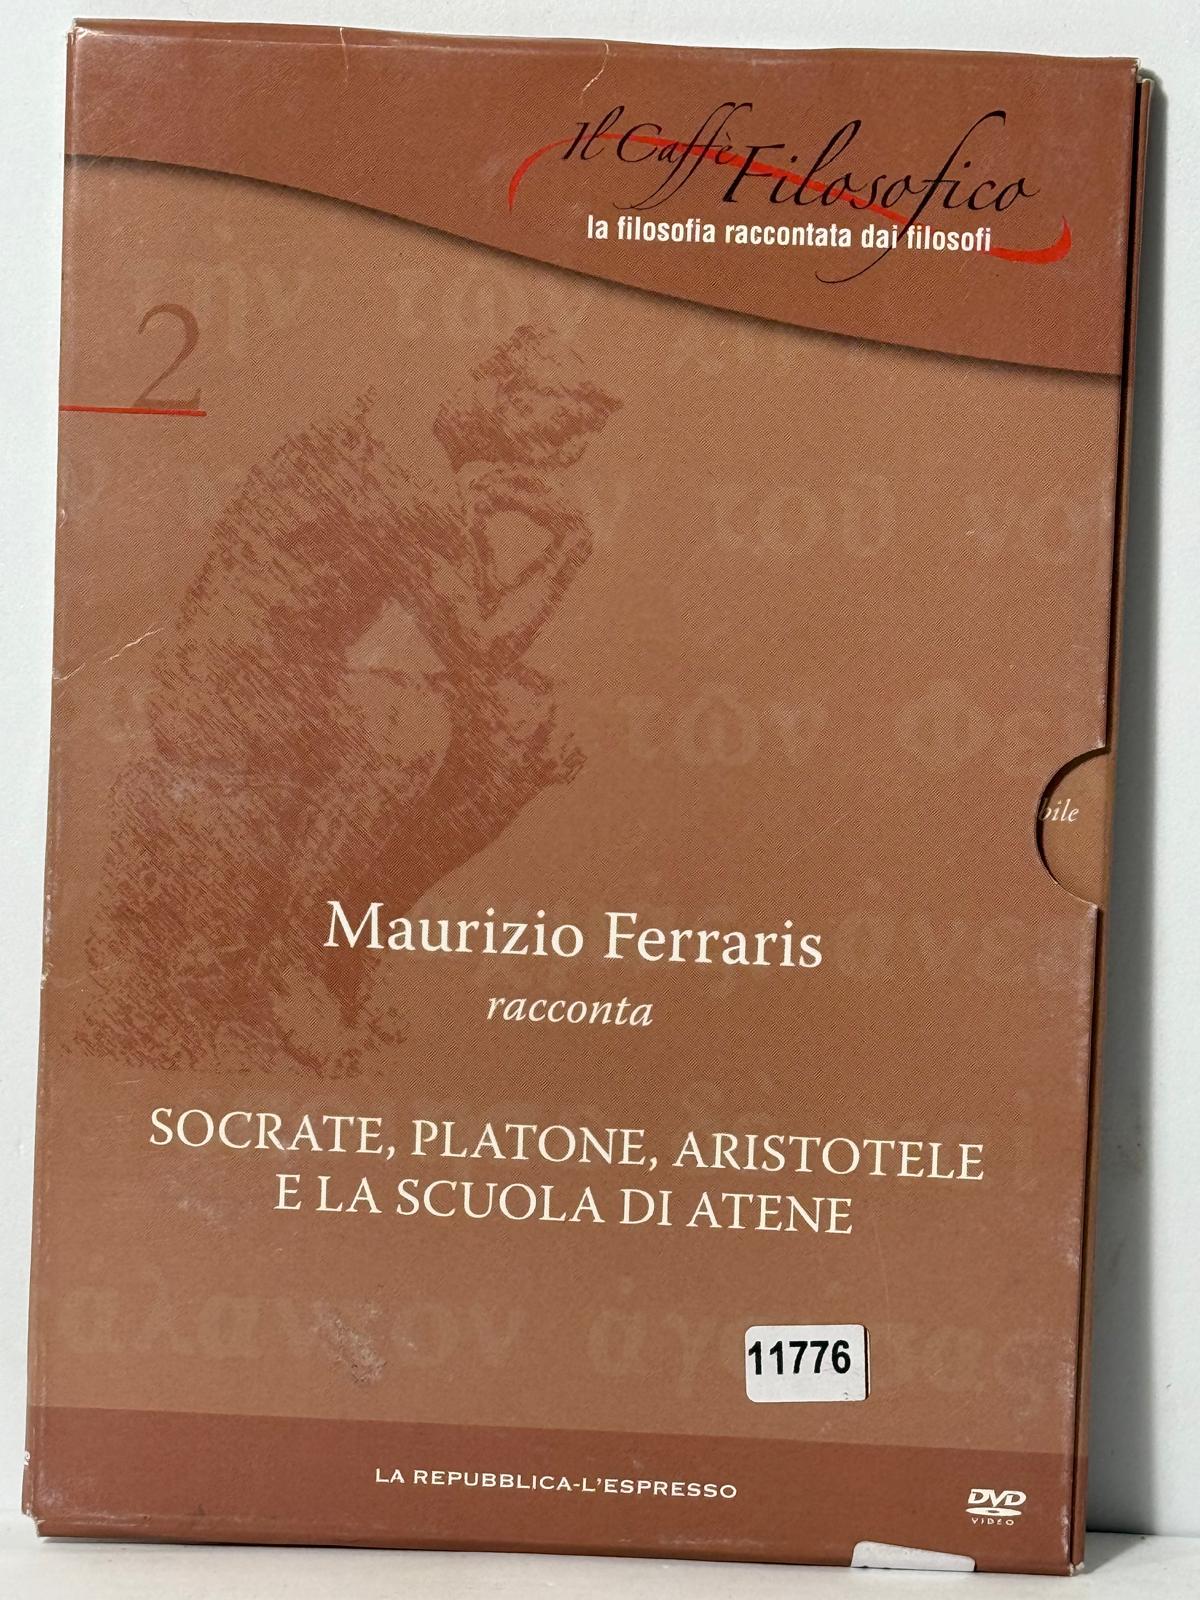 Il Caffè Filosofico
la filosofia raccontata dai filosofi
2
bile
Maurizio Ferraris
racconta
SOCRATE, PLATONE, ARISTOTELE
E LA SCUOLA DI ATENE
11776
LA REPUBBLICA-L'ESPRESSO
DVD
VIDEO